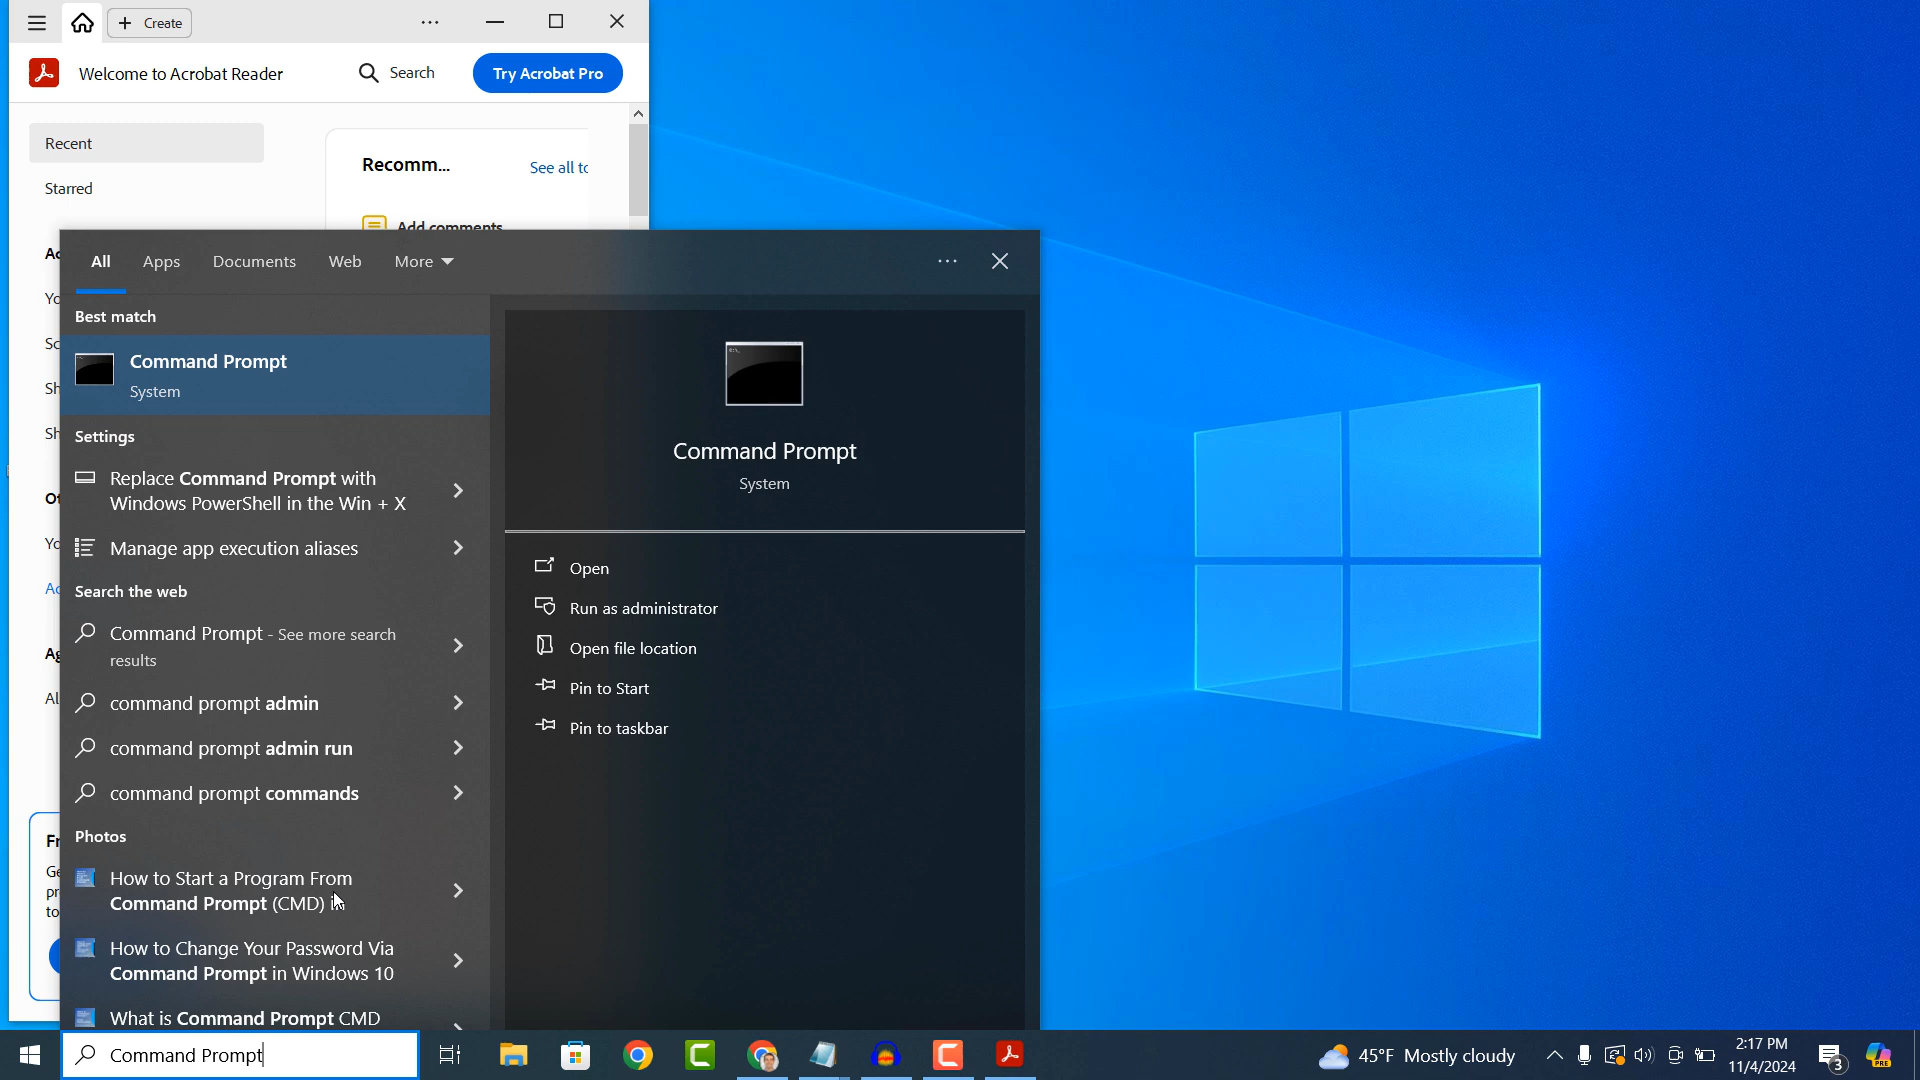 Create
Welcome to Acrobat Reader
Search
Try Acrobat Pro
Recent
Starred
Recomm...
See all to
Add comments
All
Apps
Documents
Web
More
Best match
Command Prompt
System
Settings
Replace Command Prompt with
Windows PowerShell in the Win + X
Manage app execution aliases
Search the web
Command Prompt - See more search
results
command prompt admin
command prompt admin run
command prompt commands
Photos
How to Start a Program From
Command Prompt (CMD)
How to Change Your Password Via
Command Prompt in Windows 10
What is Command Prompt CMD
Command Prompt
System
Open
Run as administrator
Open file location
Pin to Start
Pin to taskbar
Command Prompt
45°F Mostly cloudy
2:17 PM
11/4/2024
3
PRE